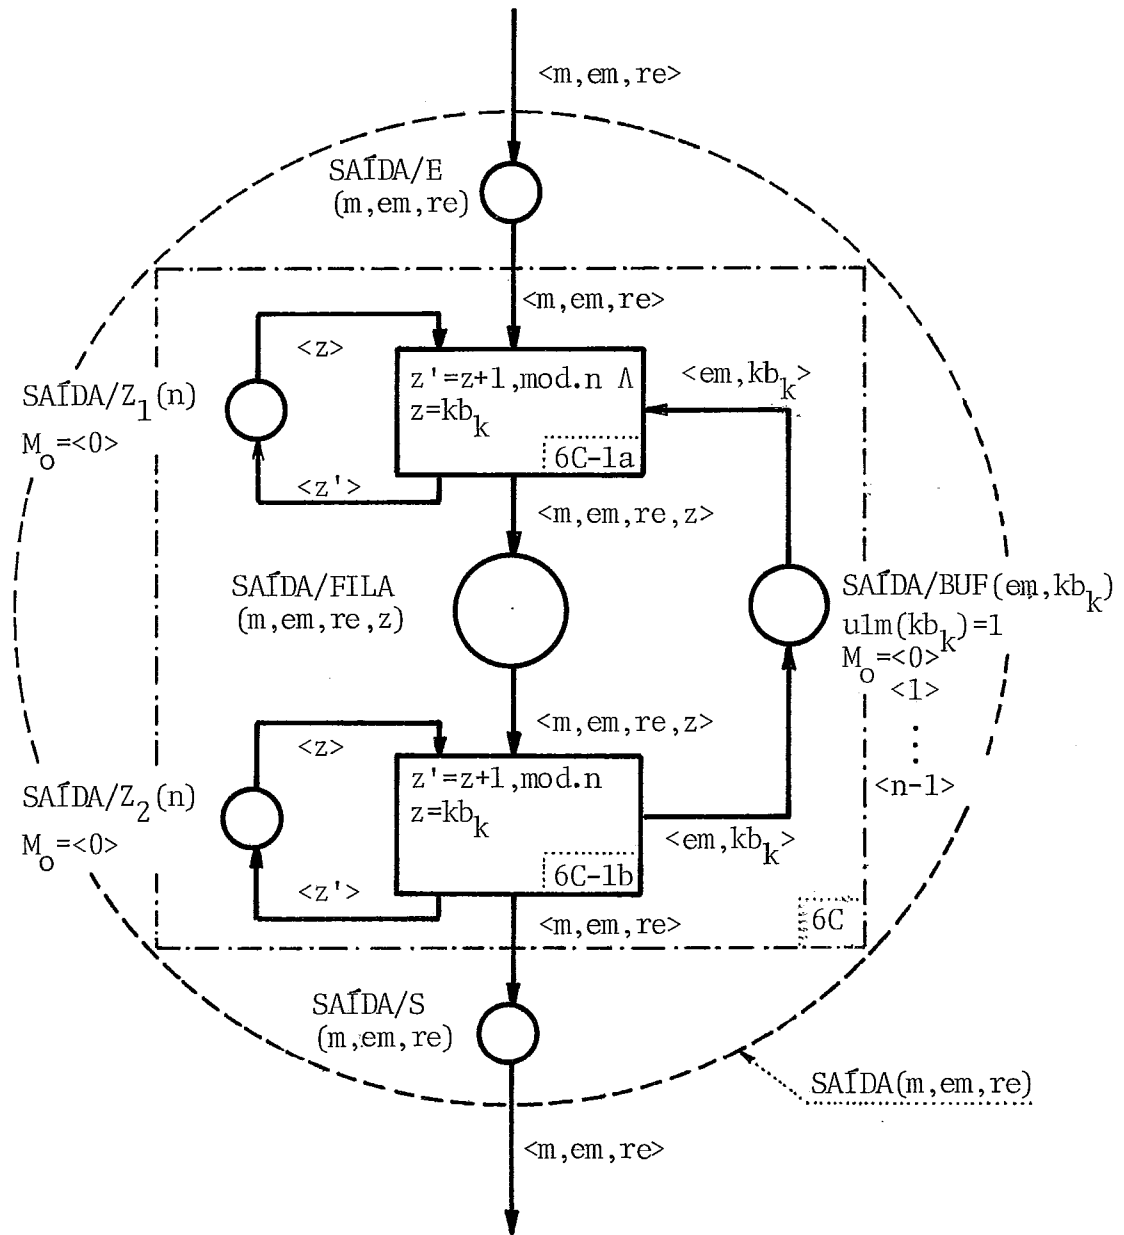 <m,em,re>
SAÍDA/E
(m,em,re)
<m,em,re>
<z>
z'=z+1,mod.n Λ
z=kb_k
6C-1a
<em,kb_k>
SAÍDA/Z_1(n)
M_o=<0>
<z'>
<m,em,re,z>
SAÍDA/FILA
(m,em,re,z)
SAÍDA/BUF(em,kb_k)
u1m(kb_k)=1
M_o=<0>
<1>
⋮
<n-1>
<m,em,re,z>
<z>
z'=z+1,mod.n
z=kb_k
6C-1b
<em,kb_k>
SAÍDA/Z_2(n)
M_o=<0>
<z'>
<m,em,re>
6C
SAÍDA/S
(m,em,re)
SAÍDA(m,em,re)
<m,em,re>